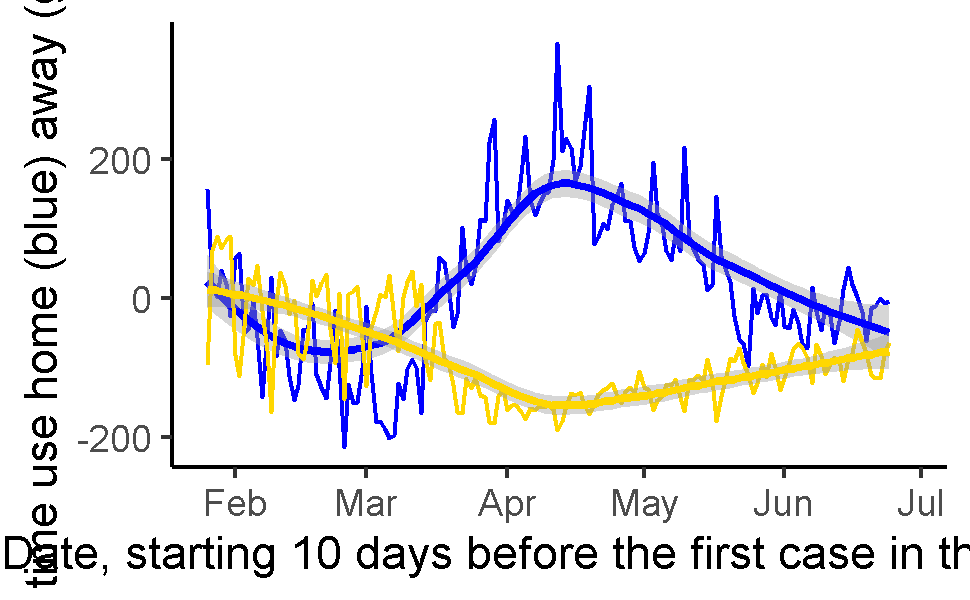 time use home (blue) away (
200
0
-200
Feb Mar Apr May Jun Jul
Date, starting 10 days before the first case in th